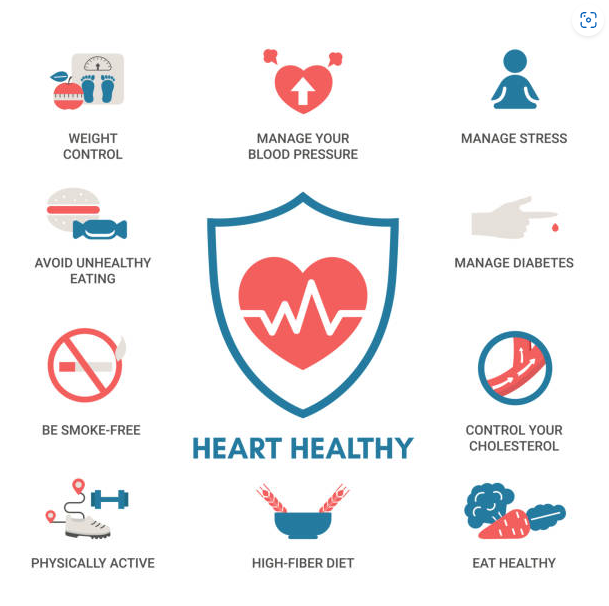 WEIGHT
CONTROL
MANAGE YOUR
BLOOD PRESSURE
MANAGE STRESS
AVOID UNHEALTHY
EATING
MANAGE DIABETES
BE SMOKE-FREE
CONTROL YOUR
CHOLESTEROL
HEART HEALTHY
PHYSICALLY ACTIVE
HIGH-FIBER DIET
EAT HEALTHY